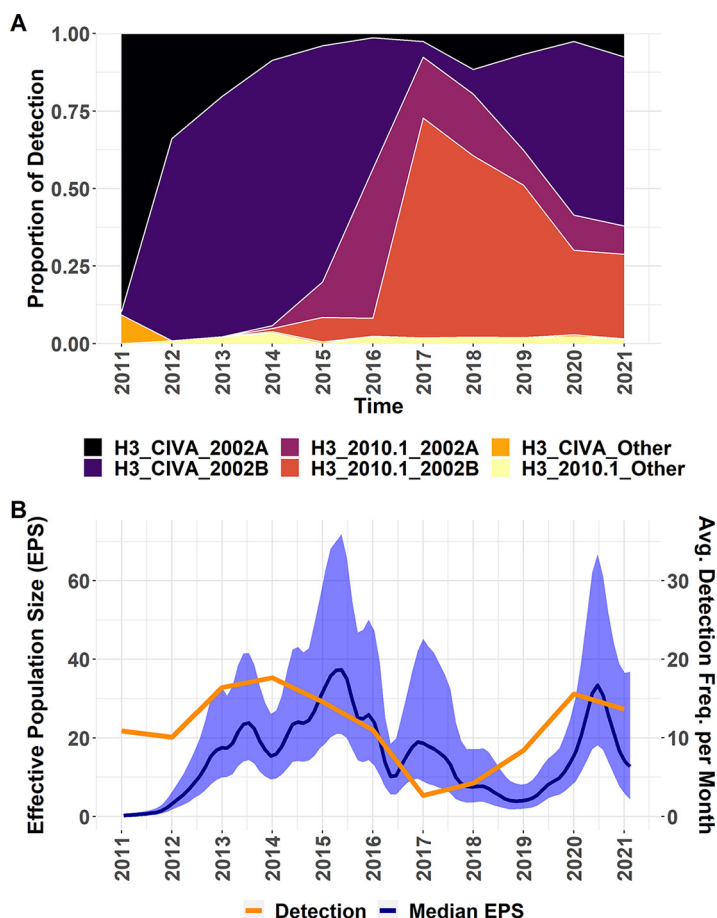 A
Proportion of Detection
1.00
0.75
0.50
0.25
0.00
2011 2012 2013 2014 2015 2016 2017 2018 2019 2020 2021
Time
H3_CIVA_2002A H3_2010.1_2002A H3_CIVA_Other
H3_CIVA_2002B H3_2010.1_2002B H3_2010.1_Other
B
Effective Population Size (EPS)
60
40
20
0
30
20
10
0
Avg. Detection Freq. per Month
2011 2012 2013 2014 2015 2016 2017 2018 2019 2020 2021
Detection Median EPS